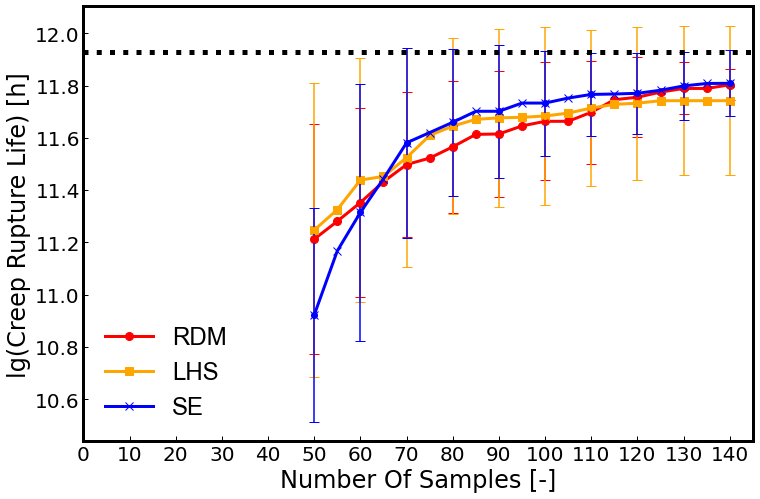 12.0
11.8
11.6
11.4
11.2
11.0
10.8
10.6
lg(Creep Rupture Life) [h]
RDM
LHS
SE
0 10 20 30 40 50 60 70 80 90 100 110 120 130 140
Number Of Samples [-]